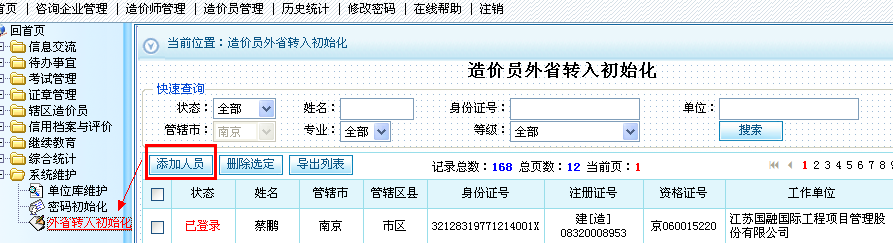 首页 | 咨询企业管理 | 造价师管理 | 造价员管理 | 历史统计 | 修改密码 | 在线帮助 | 注销
回首页
信息交流
待办事宜
考试管理
证章管理
辖区造价员
信用档案与评价
继续教育
综合统计
系统维护
单位库维护
密码初始化
外省转入初始化
当前位置：造价员外省转入初始化
造价员外省转入初始化
快速查询
状态：全部 姓名： 身份证号： 单位：
管辖市：南京 专业：全部 等级：全部 搜索
添加人员 删除选定 导出列表 记录总数：168 总页数：12 当前页：1 1 2 3 4 5 6 7 8 9
状态 姓名 管辖市 管辖区县 身份证号 注册证号 资格证号 工作单位
已登录 蔡鹏 南京 市区 32128319771214001X 建[造]08320008953 京060015220 江苏国融国际工程项目管理股份有限公司